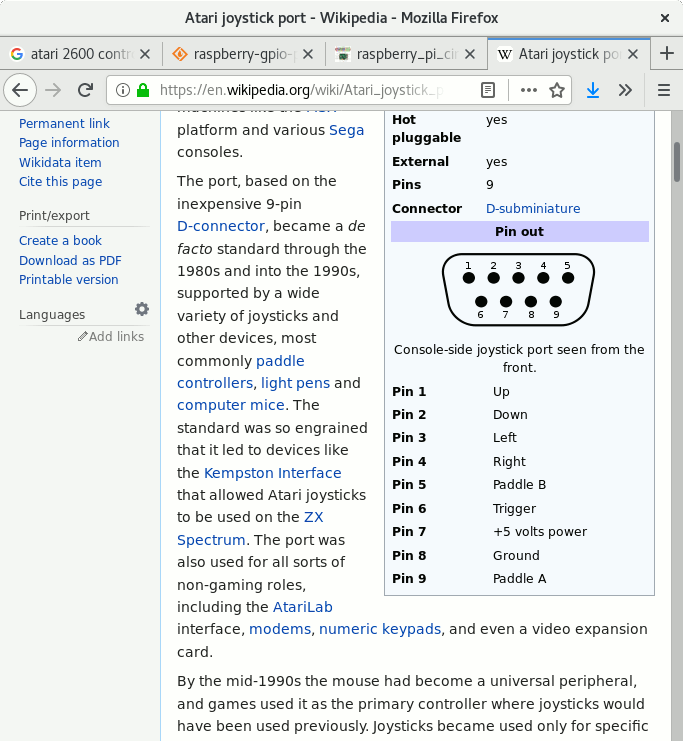 Atari joystick port - Wikipedia - Mozilla Firefox
atari 2600 contr
raspberry-gpio-p
raspberry_pi_cir
Atari joystick po
https://en.wikipedia.org/wiki/Atari_joystick_p
Permanent link
Page information
Wikidata item
Cite this page
Print/export
Create a book
Download as PDF
Printable version
Languages
Add links
platform and various Sega
consoles.
The port, based on the
inexpensive 9-pin
D-connector, became a de
facto standard through the
1980s and into the 1990s,
supported by a wide
variety of joysticks and
other devices, most
commonly paddle
controllers, light pens and
computer mice. The
standard was so engrained
that it led to devices like
the Kempston Interface
that allowed Atari joysticks
to be used on the ZX
Spectrum. The port was
also used for all sorts of
non-gaming roles,
including the AtariLab
interface, modems, numeric keypads, and even a video expansion
card.
By the mid-1990s the mouse had become a universal peripheral,
and games used it as the primary controller where joysticks would
have been used previously. Joysticks became used only for specific
Hot pluggable yes
External yes
Pins 9
Connector D-subminiature
Pin out
1 2 3 4 5
6 7 8 9
Console-side joystick port seen from the
front.
Pin 1 Up
Pin 2 Down
Pin 3 Left
Pin 4 Right
Pin 5 Paddle B
Pin 6 Trigger
Pin 7 +5 volts power
Pin 8 Ground
Pin 9 Paddle A